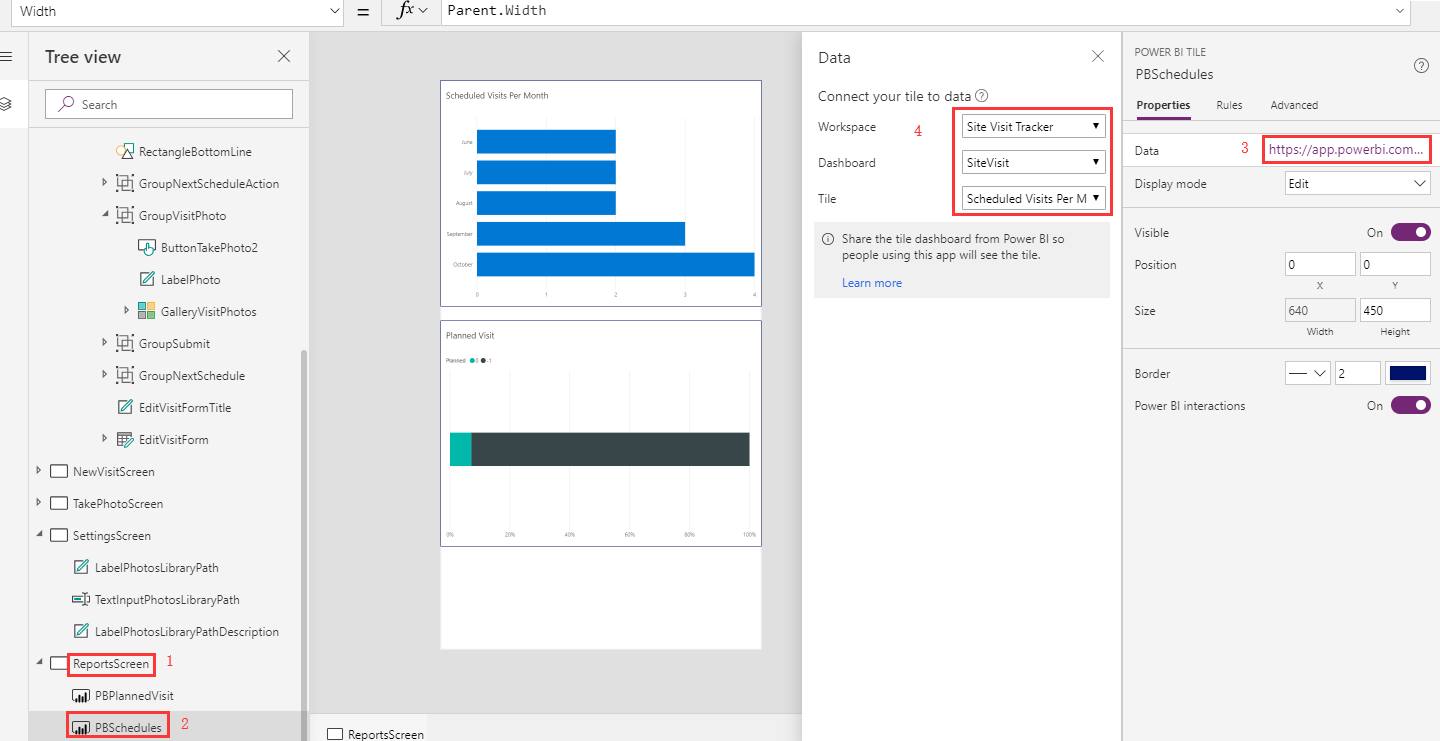 Width
=
fx
Parent.Width
Tree view
Search
RectangleBottomLine
GroupNextScheduleAction
GroupVisitPhoto
ButtonTakePhoto2
LabelPhoto
GalleryVisitPhotos
GroupSubmit
GroupNextSchedule
EditVisitFormTitle
EditVisitForm
NewVisitScreen
TakePhotoScreen
SettingsScreen
LabelPhotosLibraryPath
TextInputPhotosLibraryPath
LabelPhotosLibraryPathDescription
ReportsScreen 1
PBPlannedVisit
PBSchedules 2
Scheduled Visits Per Month
June
July
August
September
October
0 1 2 3 4
Planned Visit
Planned 0 -1
0% 20% 40% 60% 80% 100%
ReportsScreen
Data
Connect your tile to data
Workspace 4 Site Visit Tracker
Dashboard SiteVisit
Tile Scheduled Visits Per M
Share the tile dashboard from Power BI so
people using this app will see the tile.
Learn more
POWER BI TILE
PBSchedules
Properties Rules Advanced
Data 3 https://app.powerbi.com...
Display mode Edit
Visible On
Position 0 0
X Y
Size 640 450
Width Height
Border 2
Power BI interactions On